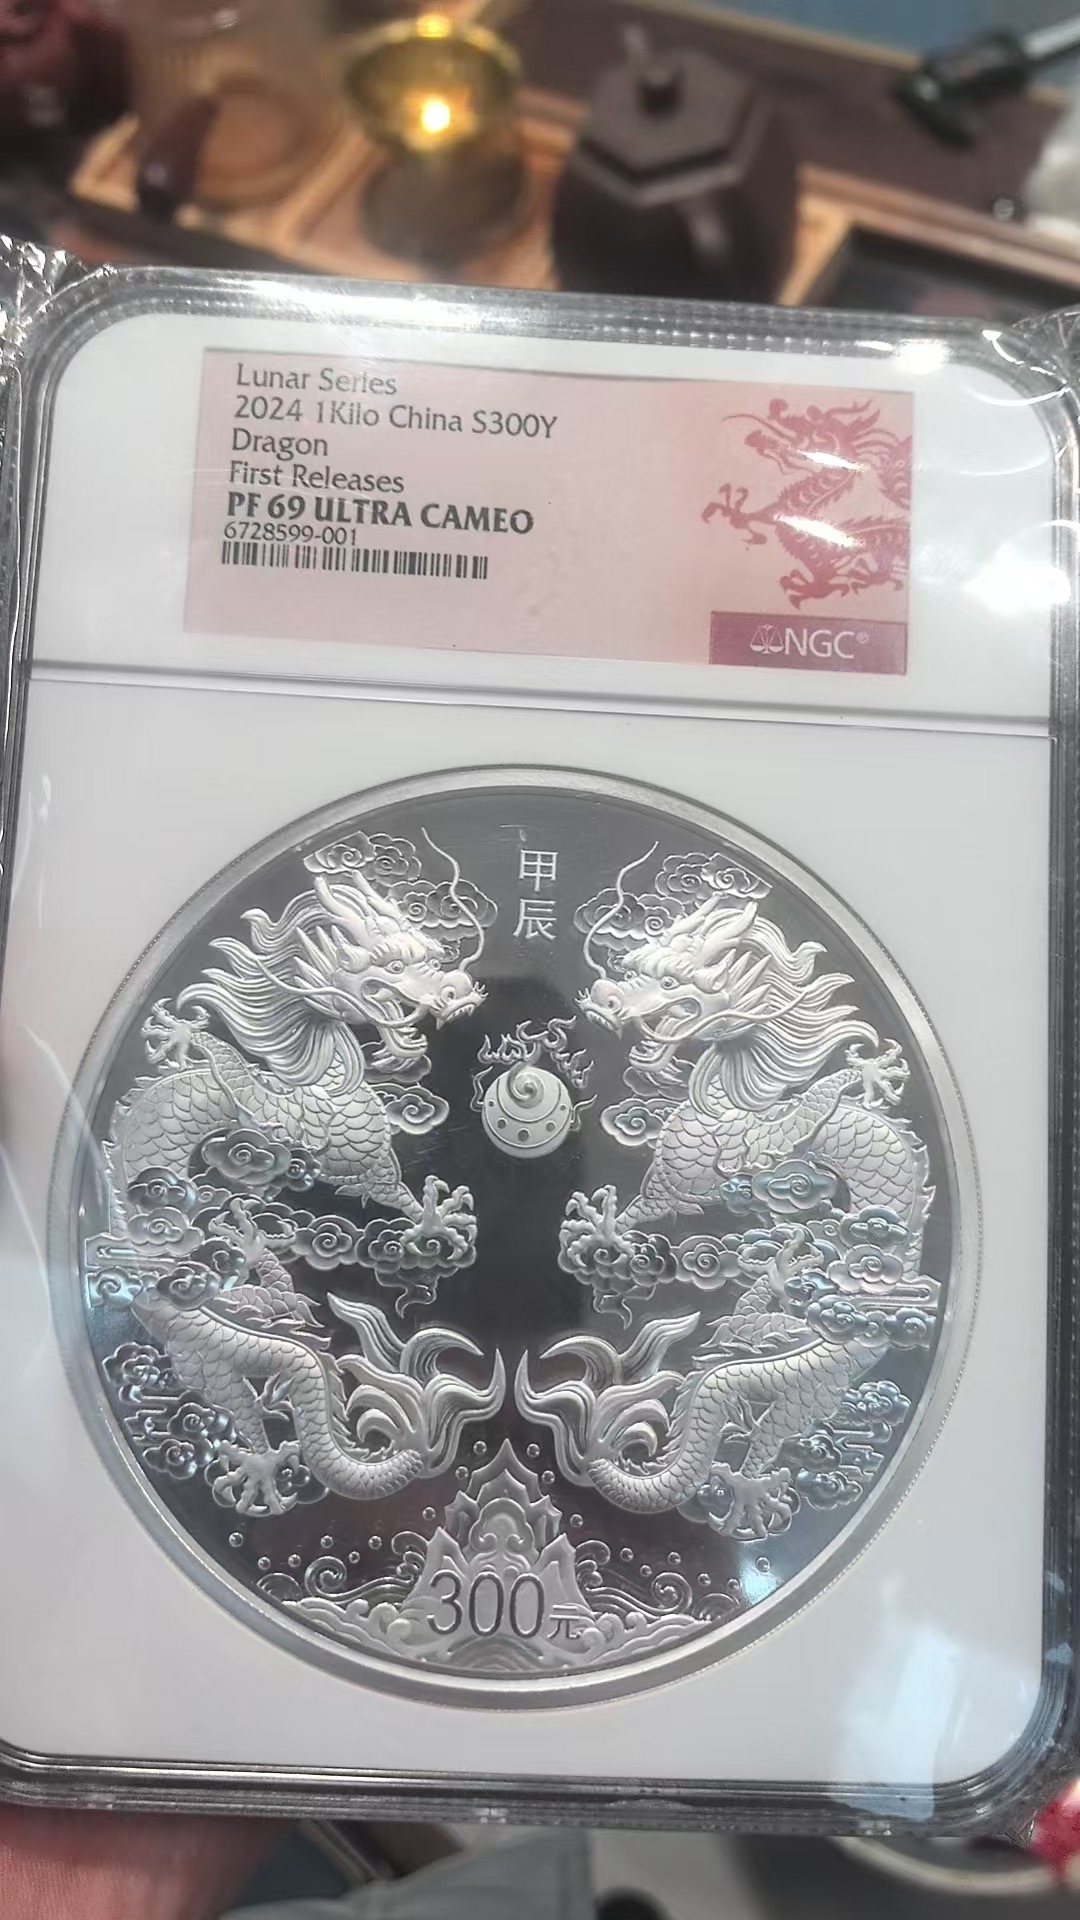 Lunar Series
2024 1Kilo China S300Y
Dragon
First Releases
PF 69 ULTRA CAMEO
6728599-001
NGC®
甲
辰
300元